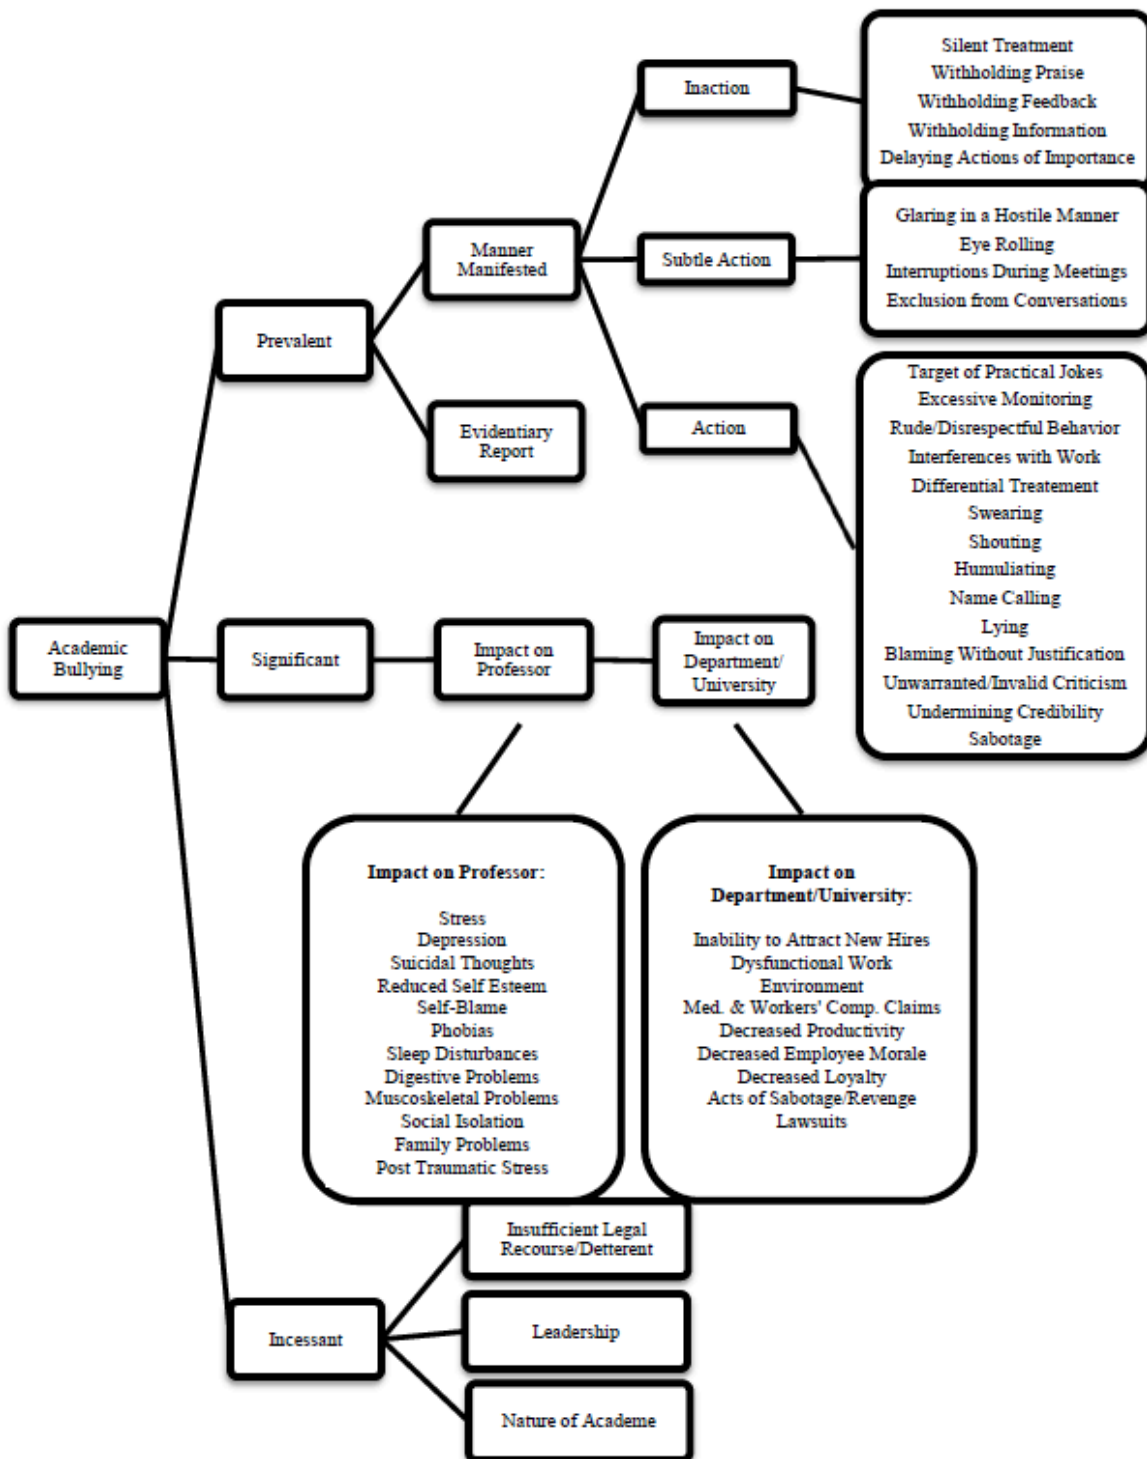 Academic
Bullying
Prevalent
Manner
Manifested
Inaction
Silent Treatment
Withholding Praise
Withholding Feedback
Withholding Information
Delaying Actions of Importance
Subtle Action
Glaring in a Hostile Manner
Eye Rolling
Interruptions During Meetings
Exclusion from Conversations
Action
Target of Practical Jokes
Excessive Monitoring
Rude/Disrespectful Behavior
Interferences with Work
Differential Treatement
Swearing
Shouting
Humuliating
Name Calling
Lying
Blaming Without Justification
Unwarranted/Invalid Criticism
Undermining Credibility
Sabotage
Evidentiary
Report
Significant
Impact on
Professor
Impact on
Department/
University
Impact on Professor:
Stress
Depression
Suicidal Thoughts
Reduced Self Esteem
Self-Blame
Phobias
Sleep Disturbances
Digestive Problems
Muscoskeletal Problems
Social Isolation
Family Problems
Post Traumatic Stress
Impact on
Department/University:
Inability to Attract New Hires
Dysfunctional Work
Environment
Med. & Workers' Comp. Claims
Decreased Productivity
Decreased Employee Morale
Decreased Loyalty
Acts of Sabotage/Revenge
Lawsuits
Incessant
Insufficient Legal
Recourse/Detterent
Leadership
Nature of Academe